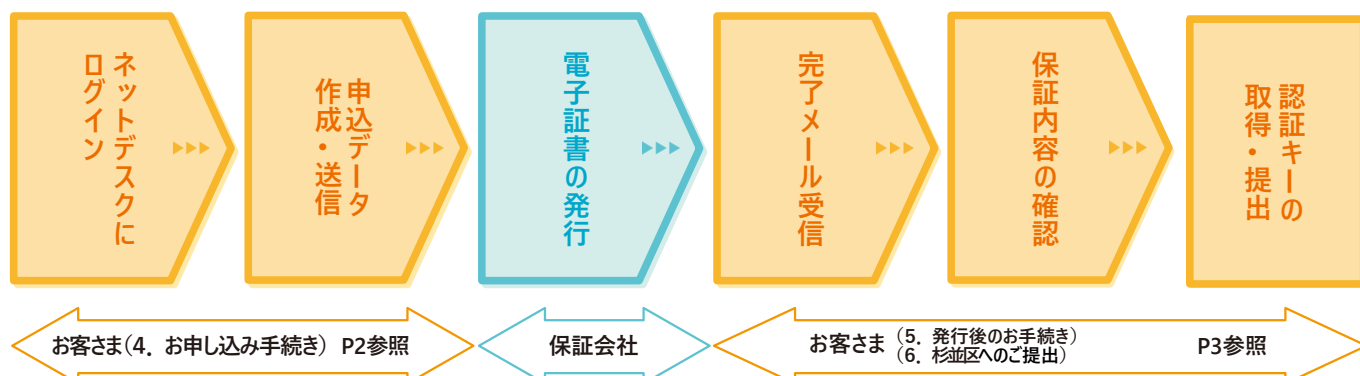 ネットデスクに
ログイン
申込データ
作成・送信
電子証書の発行
完了メール受信
保証内容の確認
認証キーの
取得・提出
お客さま（4．お申し込み手続き） P2参照
保証会社
お客さま（5．発行後のお手続き）
（6．杉並区へのご提出）
P3参照